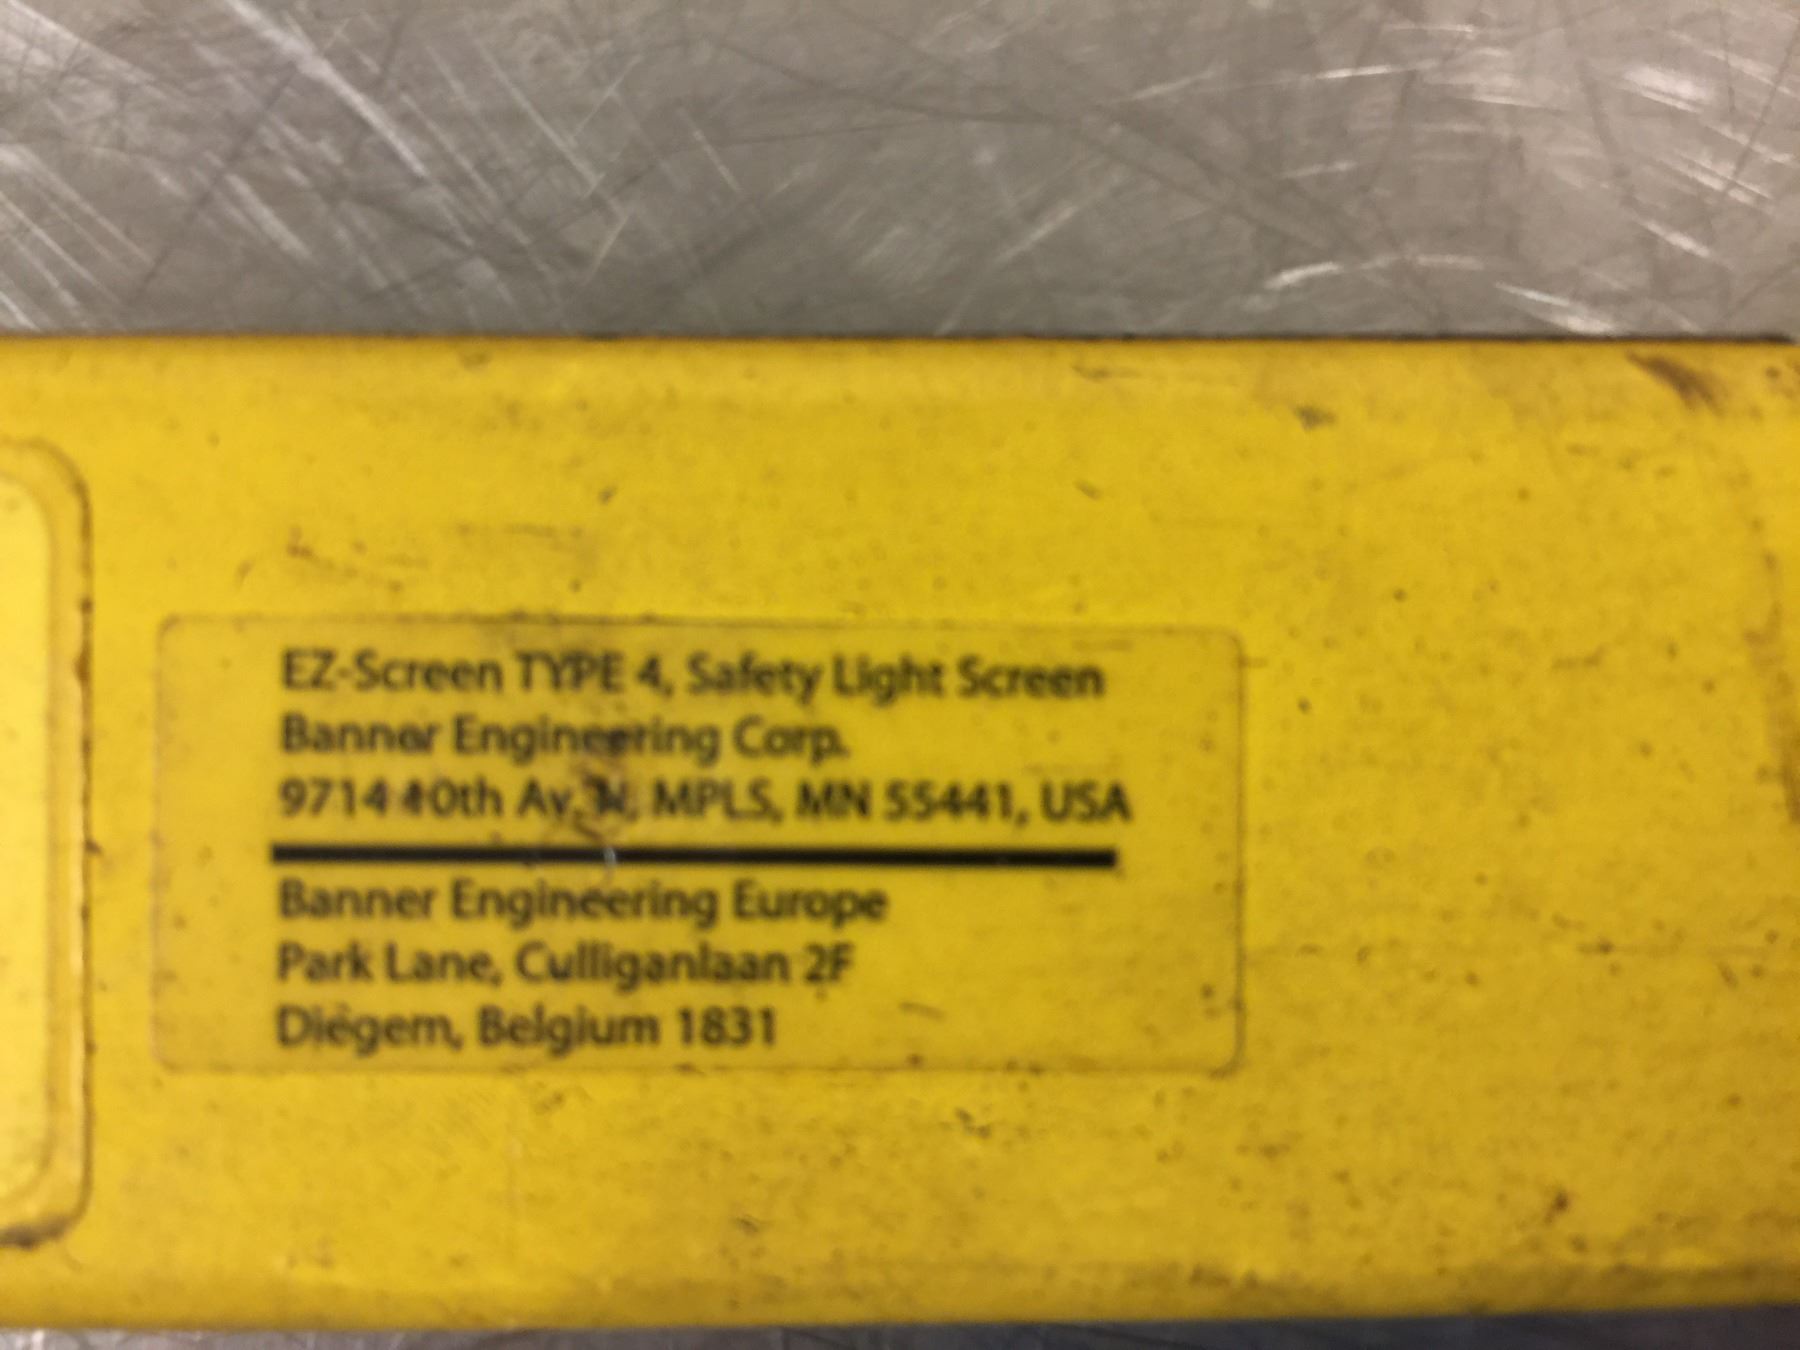 EZ-Screen TYPE 4, Safety Light Screen
Banner Engineering Corp.
9714 10th Av. N, MPLS, MN 55441, USA
Banner Engineering Europe
Park Lane, Culliganlaan 2F
Diegem, Belgium 1831